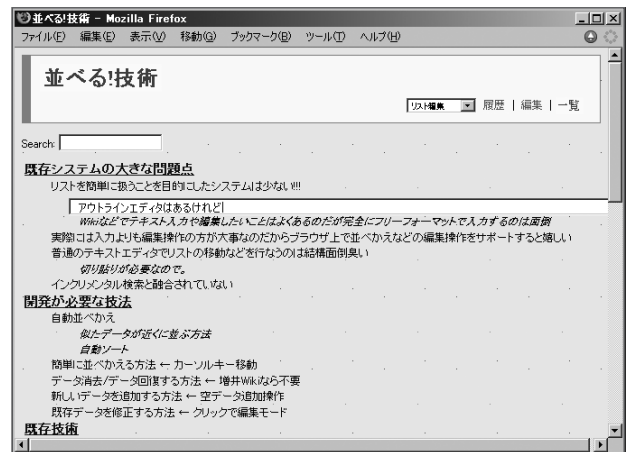 並べる!技術 - Mozilla Firefox
ファイル(F) 編集(E) 表示(V) 移動(G) ブックマーク(B) ツール(T) ヘルプ(H)
並べる!技術
リスト編集 履歴 | 編集 | 一覧
Search:
既存システムの大きな問題点
リストを簡単に扱うことを目的にしたシステムは少ない!!!
アウトラインエディタはあるけれど
Wikiなどでテキスト入力や編集したいことはよくあるのだが完全にフリーフォーマットで入力するのは面倒
実際には入力よりも編集操作の方が大事なのだからブラウザ上で並べかえなどの編集操作をサポートすると嬉しい
普通のテキストエディタでリストの移動などを行なうのは結構面倒臭い
切り貼りが必要なので。
インクリメンタル検索と融合されていない
開発が必要な技法
自動並べかえ
似たデータが近くに並ぶ方法
自動ソート
簡単に並べかえる方法 ← カーソルキー移動
データ消去/データ回復する方法 ← 増井Wikiなら不要
新しいデータを追加する方法 ← 空データ追加操作
既存データを修正する方法 ← クリックで編集モード
既存技術